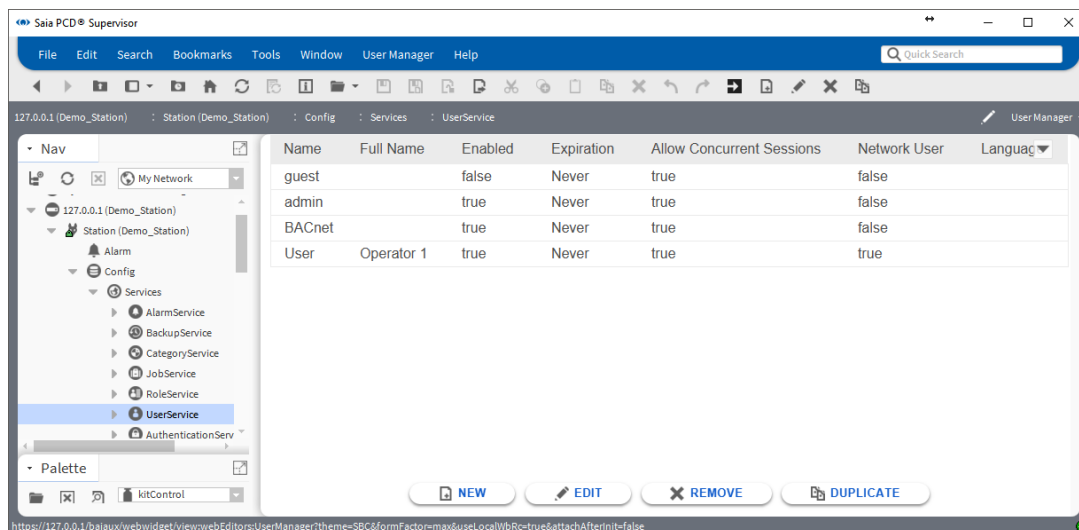 Saia PCD® Supervisor
File Edit Search Bookmarks Tools Window User Manager Help
Quick Search
127.0.0.1 (Demo_Station) : Station (Demo_Station) : Config : Services : UserService
User Manager
Nav
My Network
127.0.0.1 (Demo_Station)
Station (Demo_Station)
Alarm
Config
Services
AlarmService
BackupService
CategoryService
JobService
RoleService
UserService
AuthenticationServ
Palette
kitControl
Name Full Name Enabled Expiration Allow Concurrent Sessions Network User Languag
guest false Never true false
admin true Never true false
BACnet true Never true false
User Operator 1 true Never true true
NEW EDIT REMOVE DUPLICATE
https://127.0.0.1/bajaux/webwidget/view:webEditors:UserManager?theme=SBC&formFactor=max&useLocalWbRc=true&attachAfterInit=false